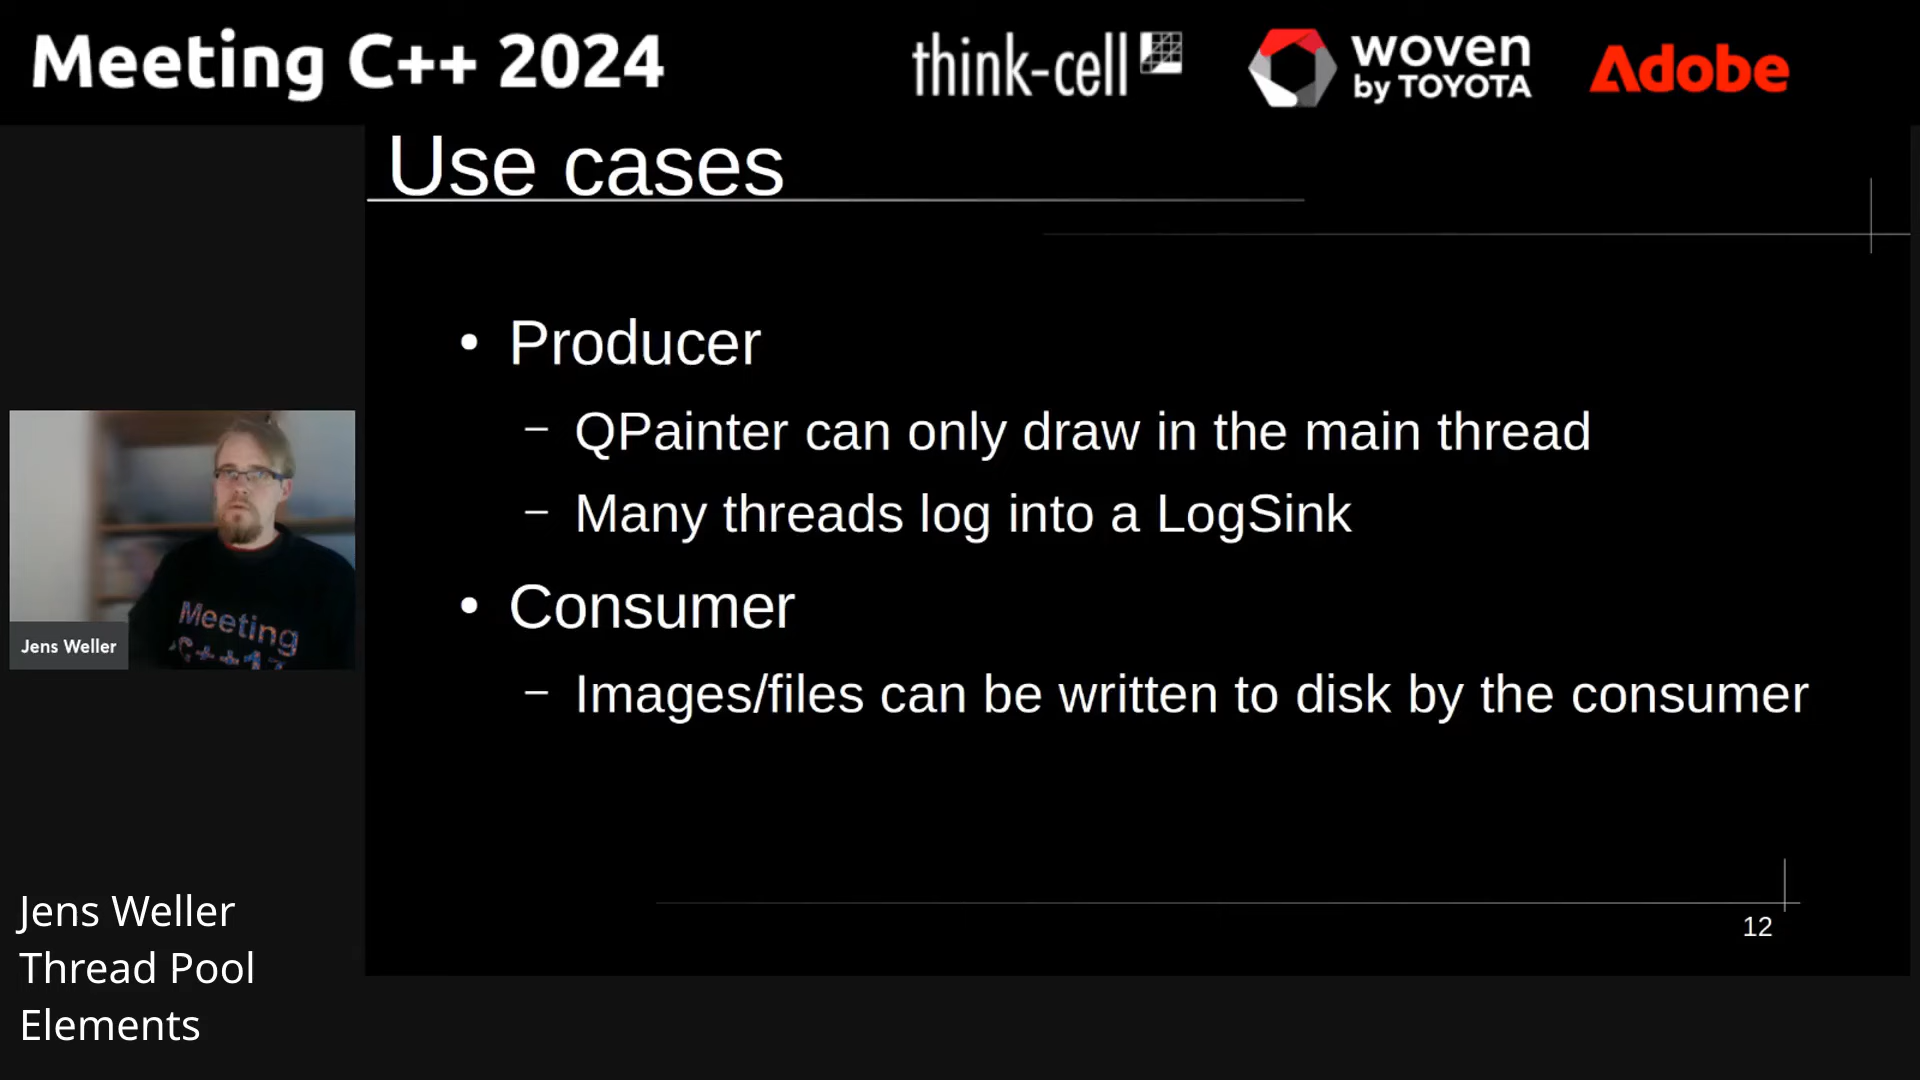 Meeting C++ 2024
think-cell
woven
by TOYOTA
Adobe
Use cases
• Producer
– QPainter can only draw in the main thread
– Many threads log into a LogSink
• Consumer
– Images/files can be written to disk by the consumer
12
Meeting
Jens Weller
Jens Weller
Thread Pool
Elements